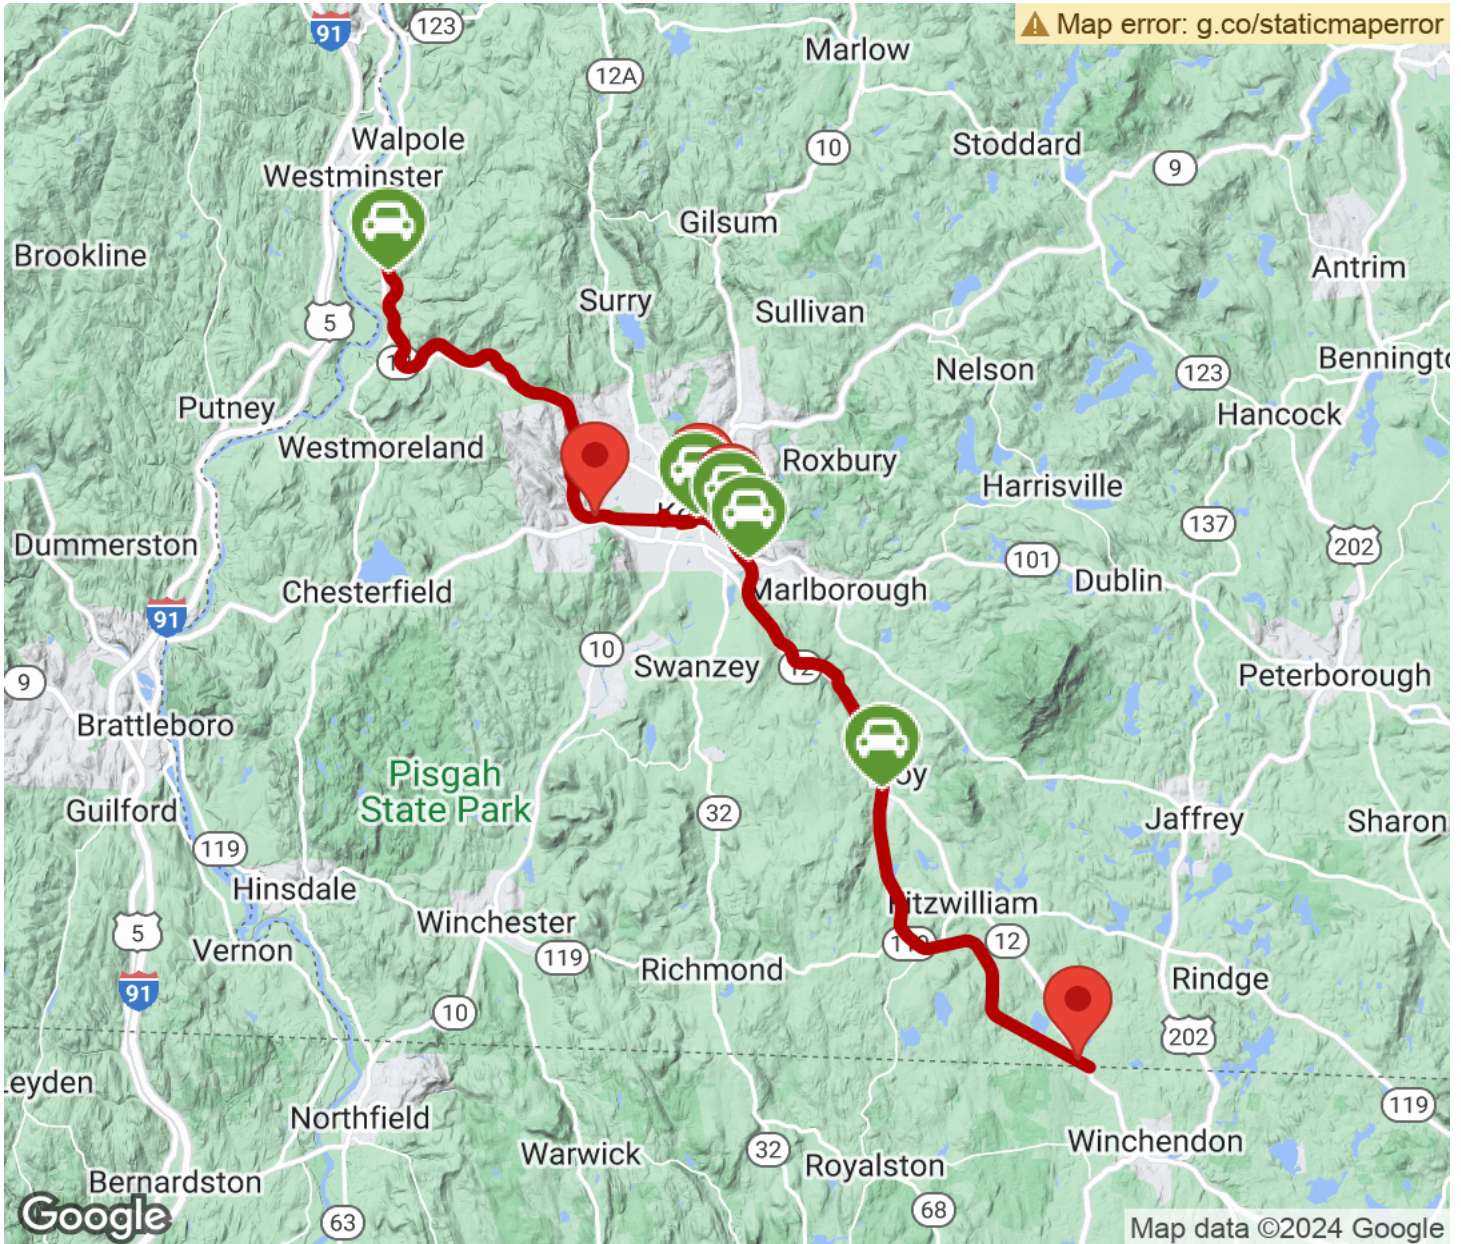 Map error: g.co/staticmaperror
91
123
12A
Marlow
Walpole
10
Stoddard
9
Westminster
Gilsum
Brookline
Antrim
Surry
Sullivan
5
Nelson
123
Putney
Hancock
Westmoreland
Roxbury
Harrisville
137
Dummerston
202
101
Dublin
Chesterfield
Marlborough
91
10
Swanzey
12
Peterborough
9
Brattleboro
Pisgah
State Park
Guilford
32
Jaffrey
Sharon
119
Hinsdale
Fitzwilliam
Winchester
5
12
Vernon
119
Richmond
Rindge
91
10
202
Northfield
119
Winchendon
32
Warwick
Royalston
Bernardston
68
63
Google
Map data ©2024 Google